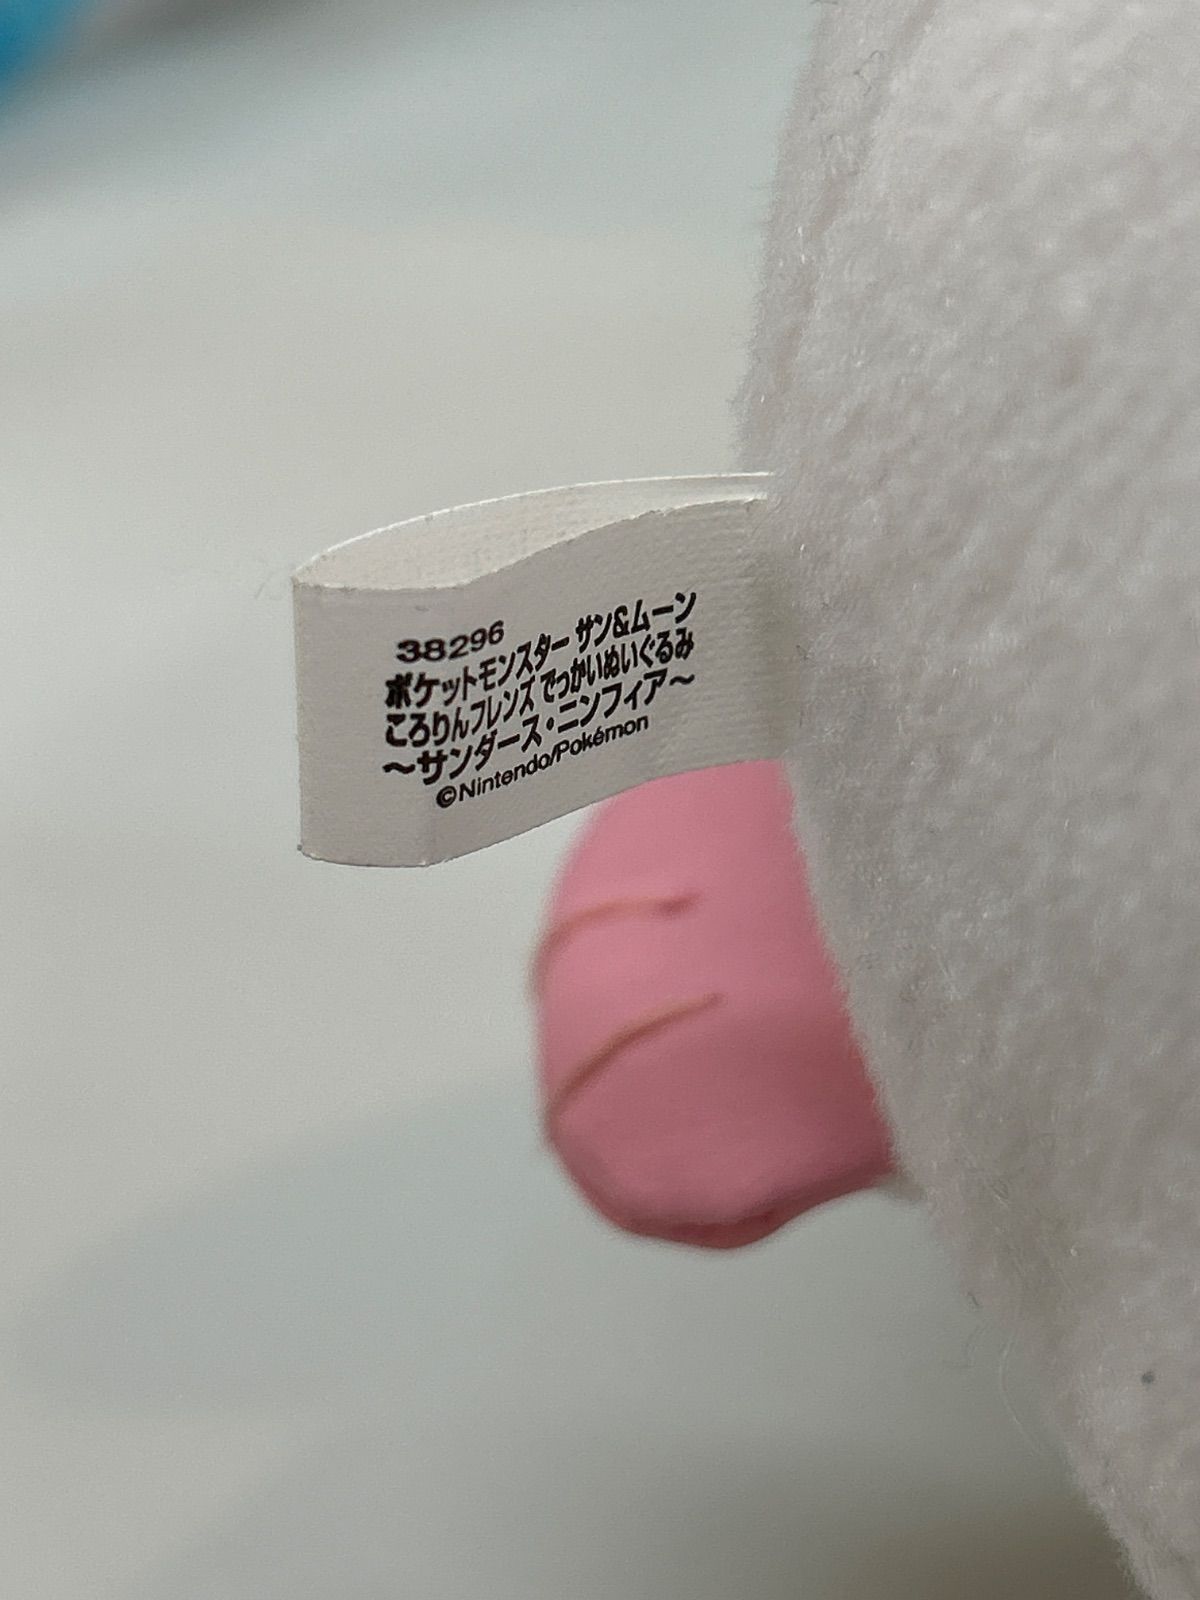 38296
ポケットモンスター サン&ムーン
ころりんフレンズ でっかいぬいぐるみ
～サンダース・ニンフィア～
©Nintendo/Pokémon